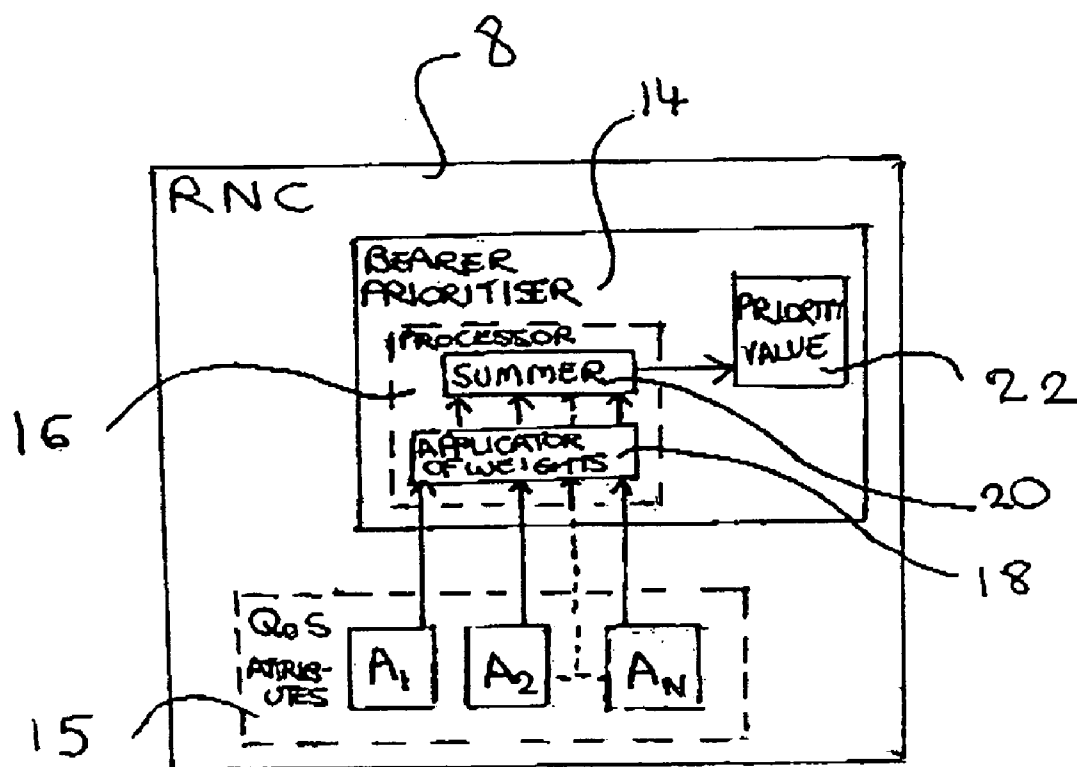 8
14
RNC
BEARER
PRIORITISER
PROCESSOR
SUMMER
PRIORITY
VALUE
22
16
APPLICATOR
OF WEIGHTS
20
18
QoS
ATTRIB-
UTES
A1
A2
AN
15